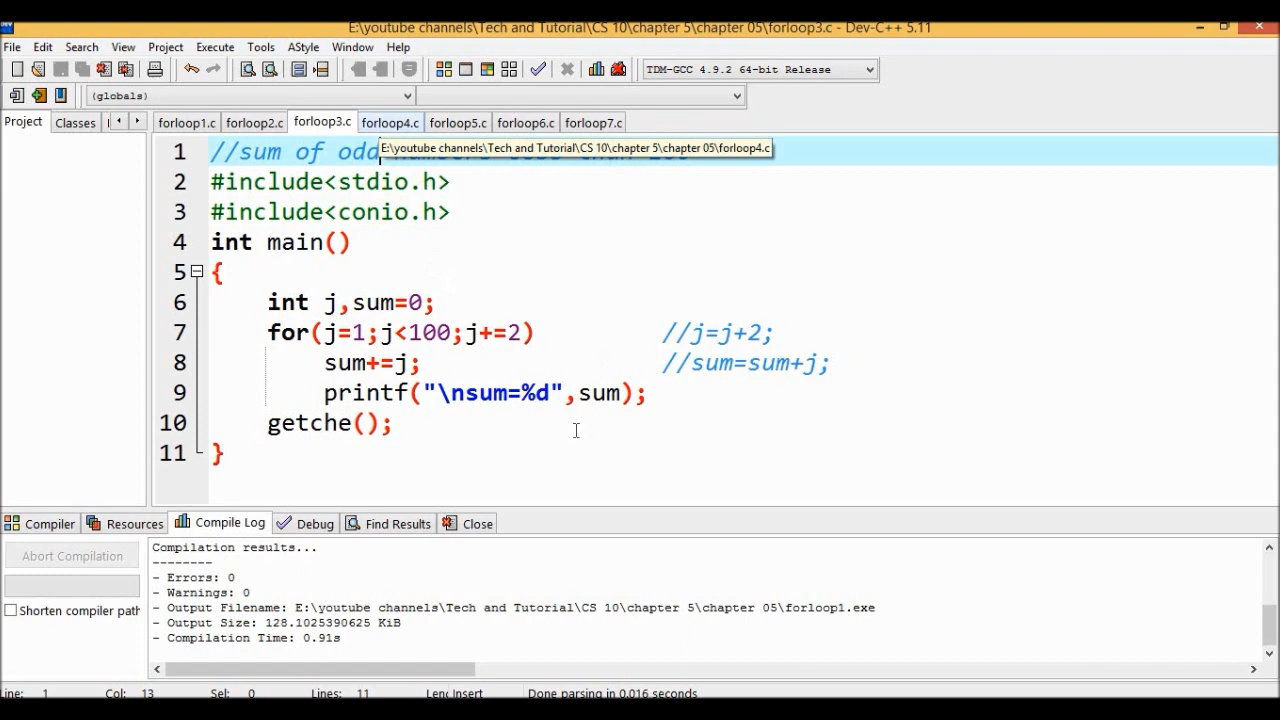 E:\youtube channels\Tech and Tutorial\CS 10\chapter 5\chapter 05\forloop3.c - Dev-C++ 5.11
File Edit Search View Project Execute Tools AStyle Window Help
TDM-GCC 4.9.2 64-bit Release
(globals)
Project Classes
forloop1.c forloop2.c forloop3.c forloop4.c forloop5.c forloop6.c forloop7.c
E:\youtube channels\Tech and Tutorial\CS 10\chapter 5\chapter 05\forloop4.c
1 //sum of odd
2 #include<stdio.h>
3 #include<conio.h>
4 int main()
5 {
6 int j,sum=0;
7 for(j=1;j<100;j+=2) //j=j+2;
8 sum+=j; //sum=sum+j;
9 printf("\nsum=%d",sum);
10 getche();
11 }
Compiler Resources Compile Log Debug Find Results Close
Abort Compilation
Shorten compiler path
Compilation results...
--------
- Errors: 0
- Warnings: 0
- Output Filename: E:\youtube channels\Tech and Tutorial\CS 10\chapter 5\chapter 05\forloop1.exe
- Output Size: 128.1025390625 KiB
- Compilation Time: 0.91s
Line: 1 Col: 13 Sel: 0 Lines: 11 Insert Done parsing in 0.016 seconds